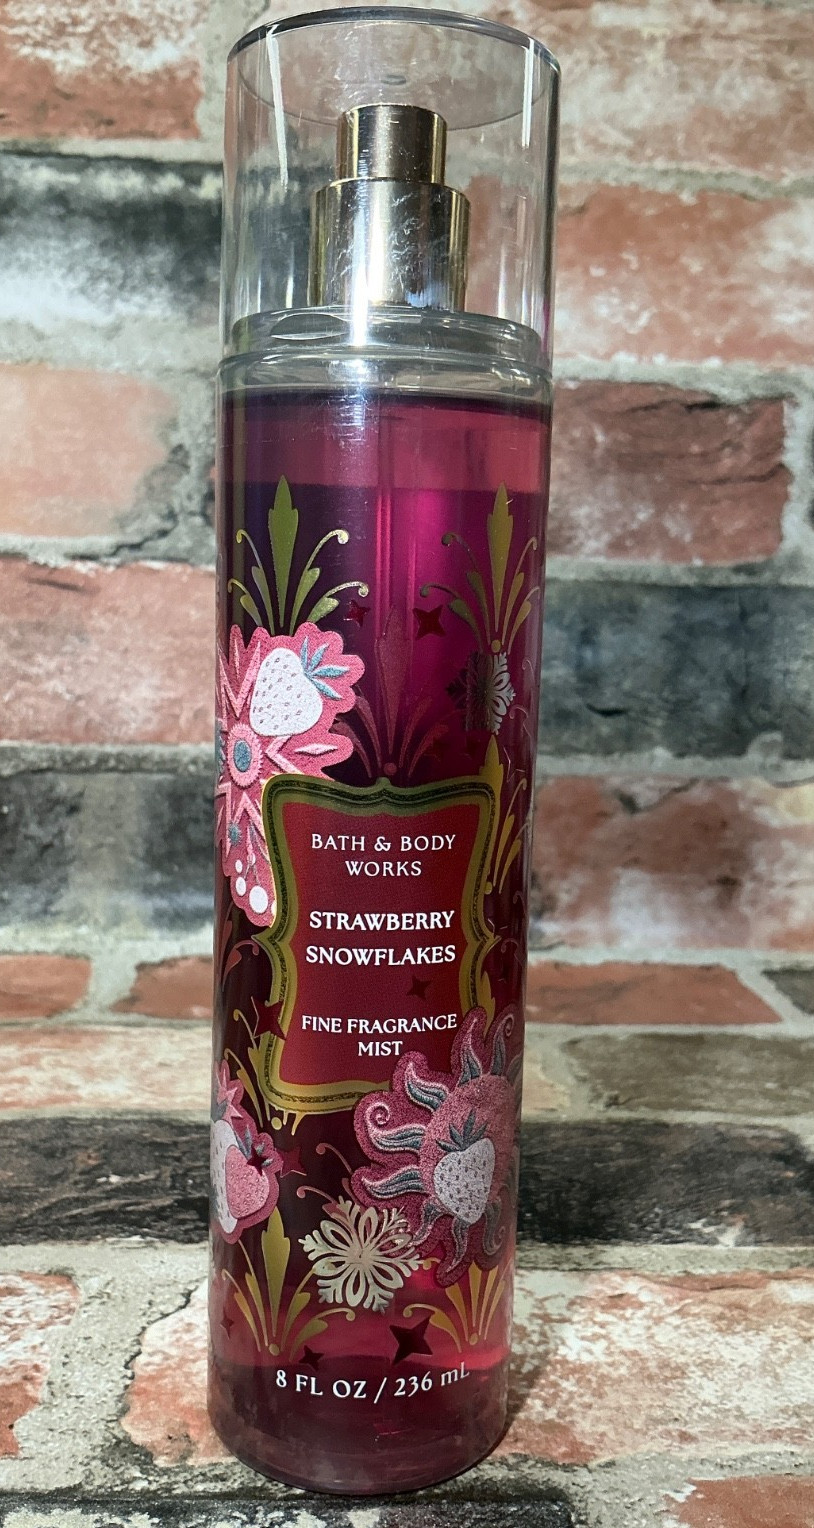 BATH & BODY
WORKS
STRAWBERRY
SNOWFLAKES
FINE FRAGRANCE
MIST
8 FL OZ / 236 mL